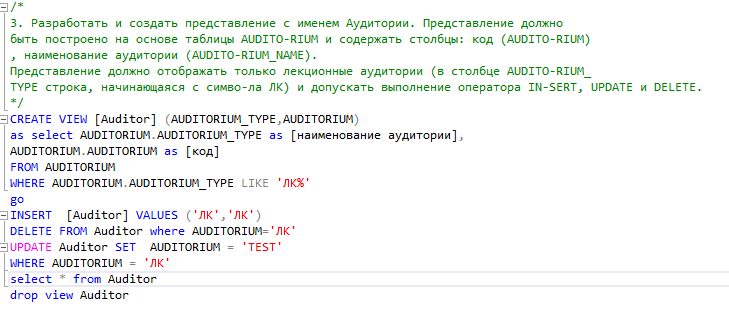 /*
3. Разработать и создать представление с именем Аудитории. Представление должно
быть построено на основе таблицы AUDITO-RIUM и содержать столбцы: код (AUDITO-RIUM)
, наименование аудитории (AUDITO-RIUM_NAME).
Представление должно отображать только лекционные аудитории (в столбце AUDITO-RIUM_
TYPE строка, начинающаяся с симво-ла ЛК) и допускать выполнение оператора IN-SERT, UPDATE и DELETE.
*/
CREATE VIEW [Auditor] (AUDITORIUM_TYPE,AUDITORIUM)
as select AUDITORIUM.AUDITORIUM_TYPE as [наименование аудитории],
AUDITORIUM.AUDITORIUM as [код]
FROM AUDITORIUM
WHERE AUDITORIUM.AUDITORIUM_TYPE LIKE 'ЛК%'
go
INSERT  [Auditor] VALUES ('ЛК','ЛК')
DELETE FROM Auditor where AUDITORIUM='ЛК'
UPDATE Auditor SET  AUDITORIUM = 'TEST'
WHERE AUDITORIUM = 'ЛК'
select * from Auditor
drop view Auditor